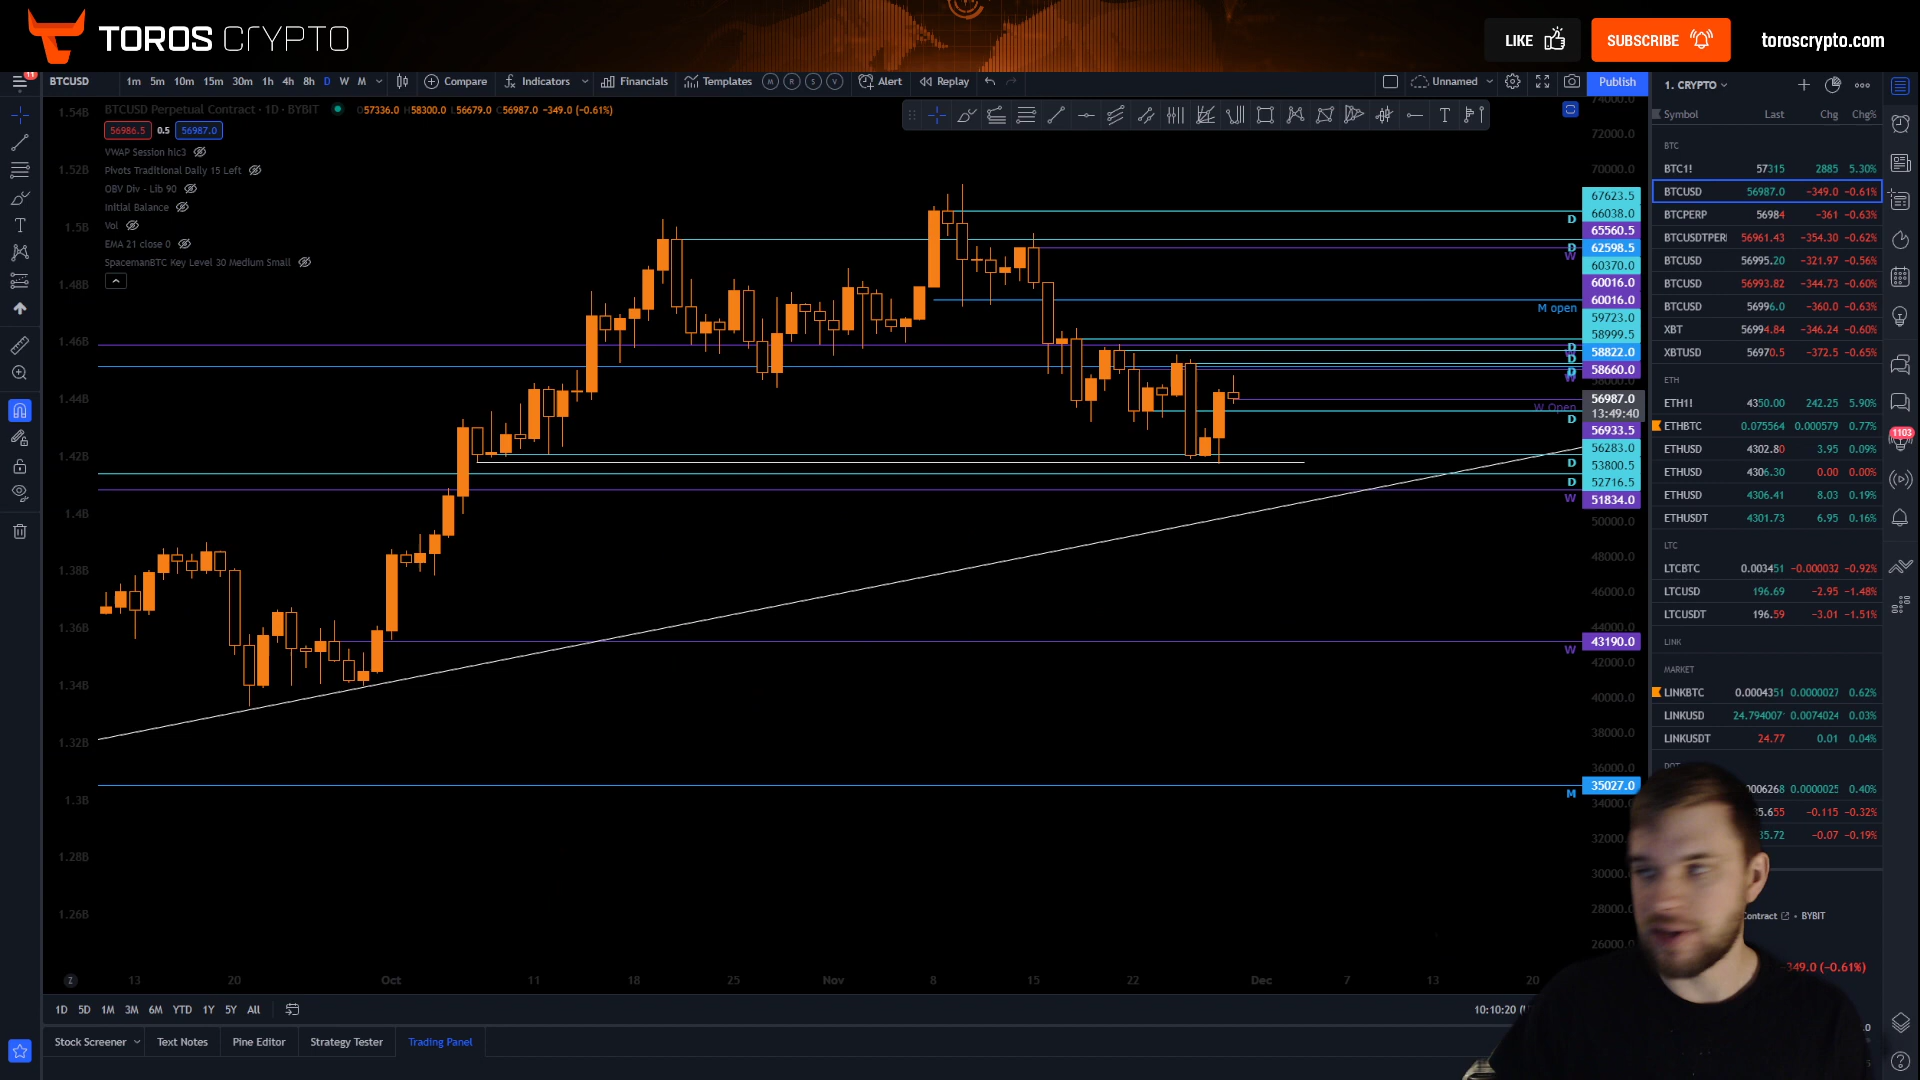 TOROS CRYPTO
LIKE
SUBSCRIBE
toroscrypto.com
11
BTCUSD 1m 5m 10m 15m 30m 1h 4h 8h D W M Compare Indicators Financials Templates M R S V Alert Replay Unnamed Publish
BTCUSD Perpetual Contract · 1D · BYBIT O57336.0 H58300.0 L56679.0 C56987.0 −349.0 (−0.61%)
56986.5 0.5 56987.0
VWAP Session hlc3
Pivots Traditional Daily 15 Left
OBV Div - Lib 90
Initial Balance
Vol
EMA 21 close 0
SpacemanBTC Key Level 30 Medium Small
1.54B
1.52B
1.5B
1.48B
1.46B
1.44B
1.42B
1.4B
1.38B
1.36B
1.34B
1.32B
1.3B
1.28B
1.26B
D
D
W
M open
D
D
W
W Open
D
D
D
W
W
M
74000.0
72000.0
70000.0
67623.5
66038.0
65560.5
62598.5
60370.0
60016.0
60016.0
59723.0
58999.5
58822.0
58660.0
58000.0
56987.0
13:49:40
56933.5
56283.0
53800.5
52716.5
51834.0
50000.0
48000.0
46000.0
44000.0
43190.0
42000.0
40000.0
38000.0
36000.0
35027.0
34000.0
32000.0
30000.0
28000.0
26000.0
Z 13 20 Oct 11 18 25 Nov 8 15 22 Dec 7 13 20
1D 5D 1M 3M 6M YTD 1Y 5Y All
10:10:20 (U
Stock Screener Text Notes Pine Editor Strategy Tester Trading Panel
1. CRYPTO
Symbol Last Chg Chg%
BTC
BTC1! 57315 2885 5.30%
BTCUSD 56987.0 −349.0 −0.61%
BTCPERP 56984 −361 −0.63%
BTCUSDTPERP 56961.43 −354.30 −0.62%
BTCUSD 56995.20 −321.97 −0.56%
BTCUSD 56993.82 −344.73 −0.60%
BTCUSD 56996.0 −360.0 −0.63%
XBT 56994.84 −346.24 −0.60%
XBTUSD 56970.5 −372.5 −0.65%
ETH
ETH1! 4350.00 242.25 5.90%
ETHBTC 0.075564 0.000579 0.77%
ETHUSD 4302.80 3.95 0.09%
ETHUSD 4306.30 0.00 0.00%
ETHUSD 4306.41 8.03 0.19%
ETHUSDT 4301.73 6.95 0.16%
LTC
LTCBTC 0.003451 −0.000032 −0.92%
LTCUSD 196.69 −2.95 −1.48%
LTCUSDT 196.59 −3.01 −1.51%
LINK
MARKET
LINKBTC 0.0004351 0.0000027 0.62%
LINKUSD 24.794007 0.0074024 0.03%
LINKUSDT 24.77 0.01 0.04%
DOT
006268 0.0000025 0.40%
35.655 −0.115 −0.32%
35.72 −0.07 −0.19%
Contract · BYBIT
−349.0 (−0.61%)
1103